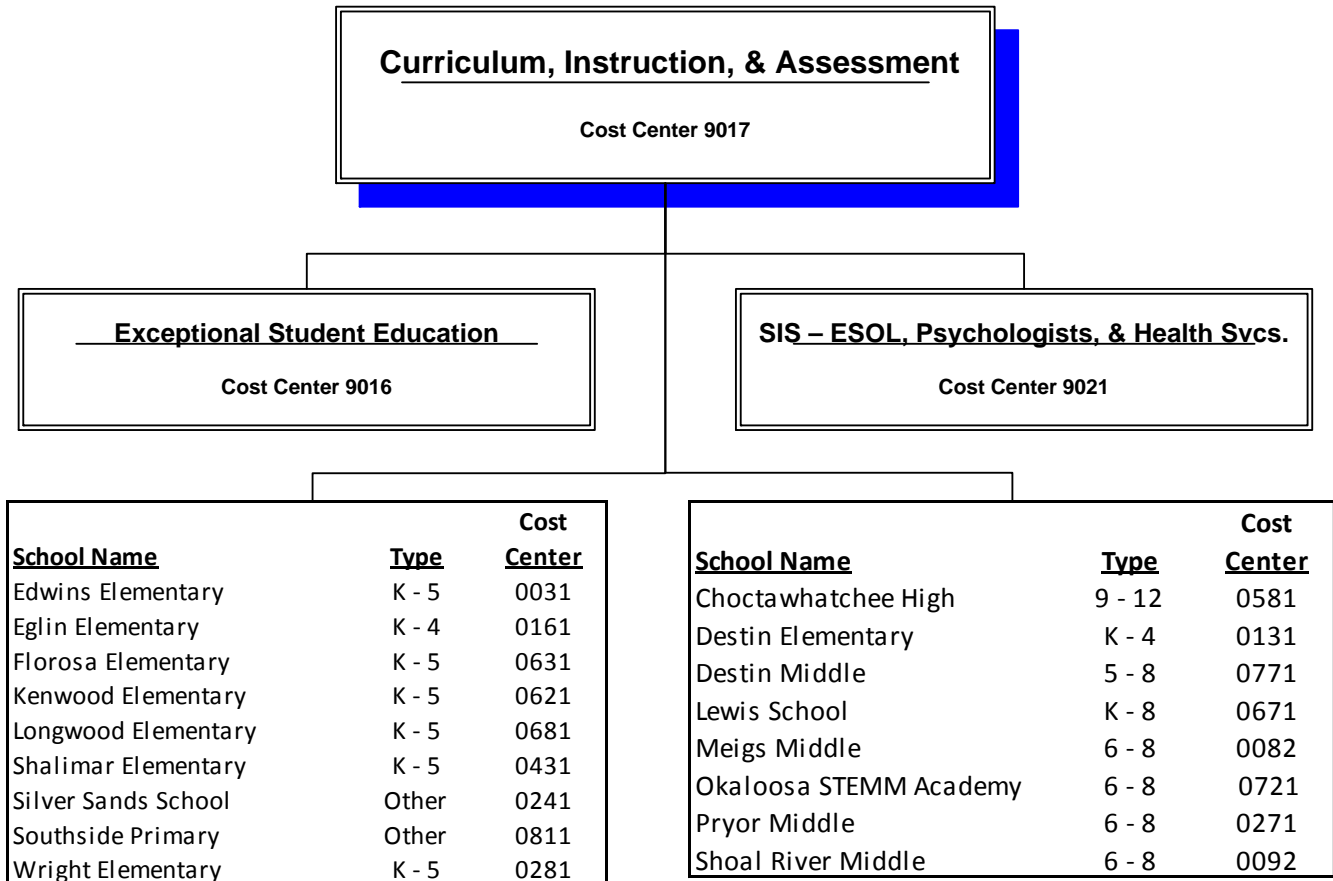 Curriculum, Instruction, & Assessment
Cost Center 9017
Exceptional Student Education
Cost Center 9016
SIS – ESOL, Psychologists, & Health Svcs.
Cost Center 9021
Cost
School Name Type Center
Edwins Elementary K - 5 0031
Eglin Elementary K - 4 0161
Florosa Elementary K - 5 0631
Kenwood Elementary K - 5 0621
Longwood Elementary K - 5 0681
Shalimar Elementary K - 5 0431
Silver Sands School Other 0241
Southside Primary Other 0811
Wright Elementary K - 5 0281
Cost
School Name Type Center
Choctawhatchee High 9 - 12 0581
Destin Elementary K - 4 0131
Destin Middle 5 - 8 0771
Lewis School K - 8 0671
Meigs Middle 6 - 8 0082
Okaloosa STEMM Academy 6 - 8 0721
Pryor Middle 6 - 8 0271
Shoal River Middle 6 - 8 0092